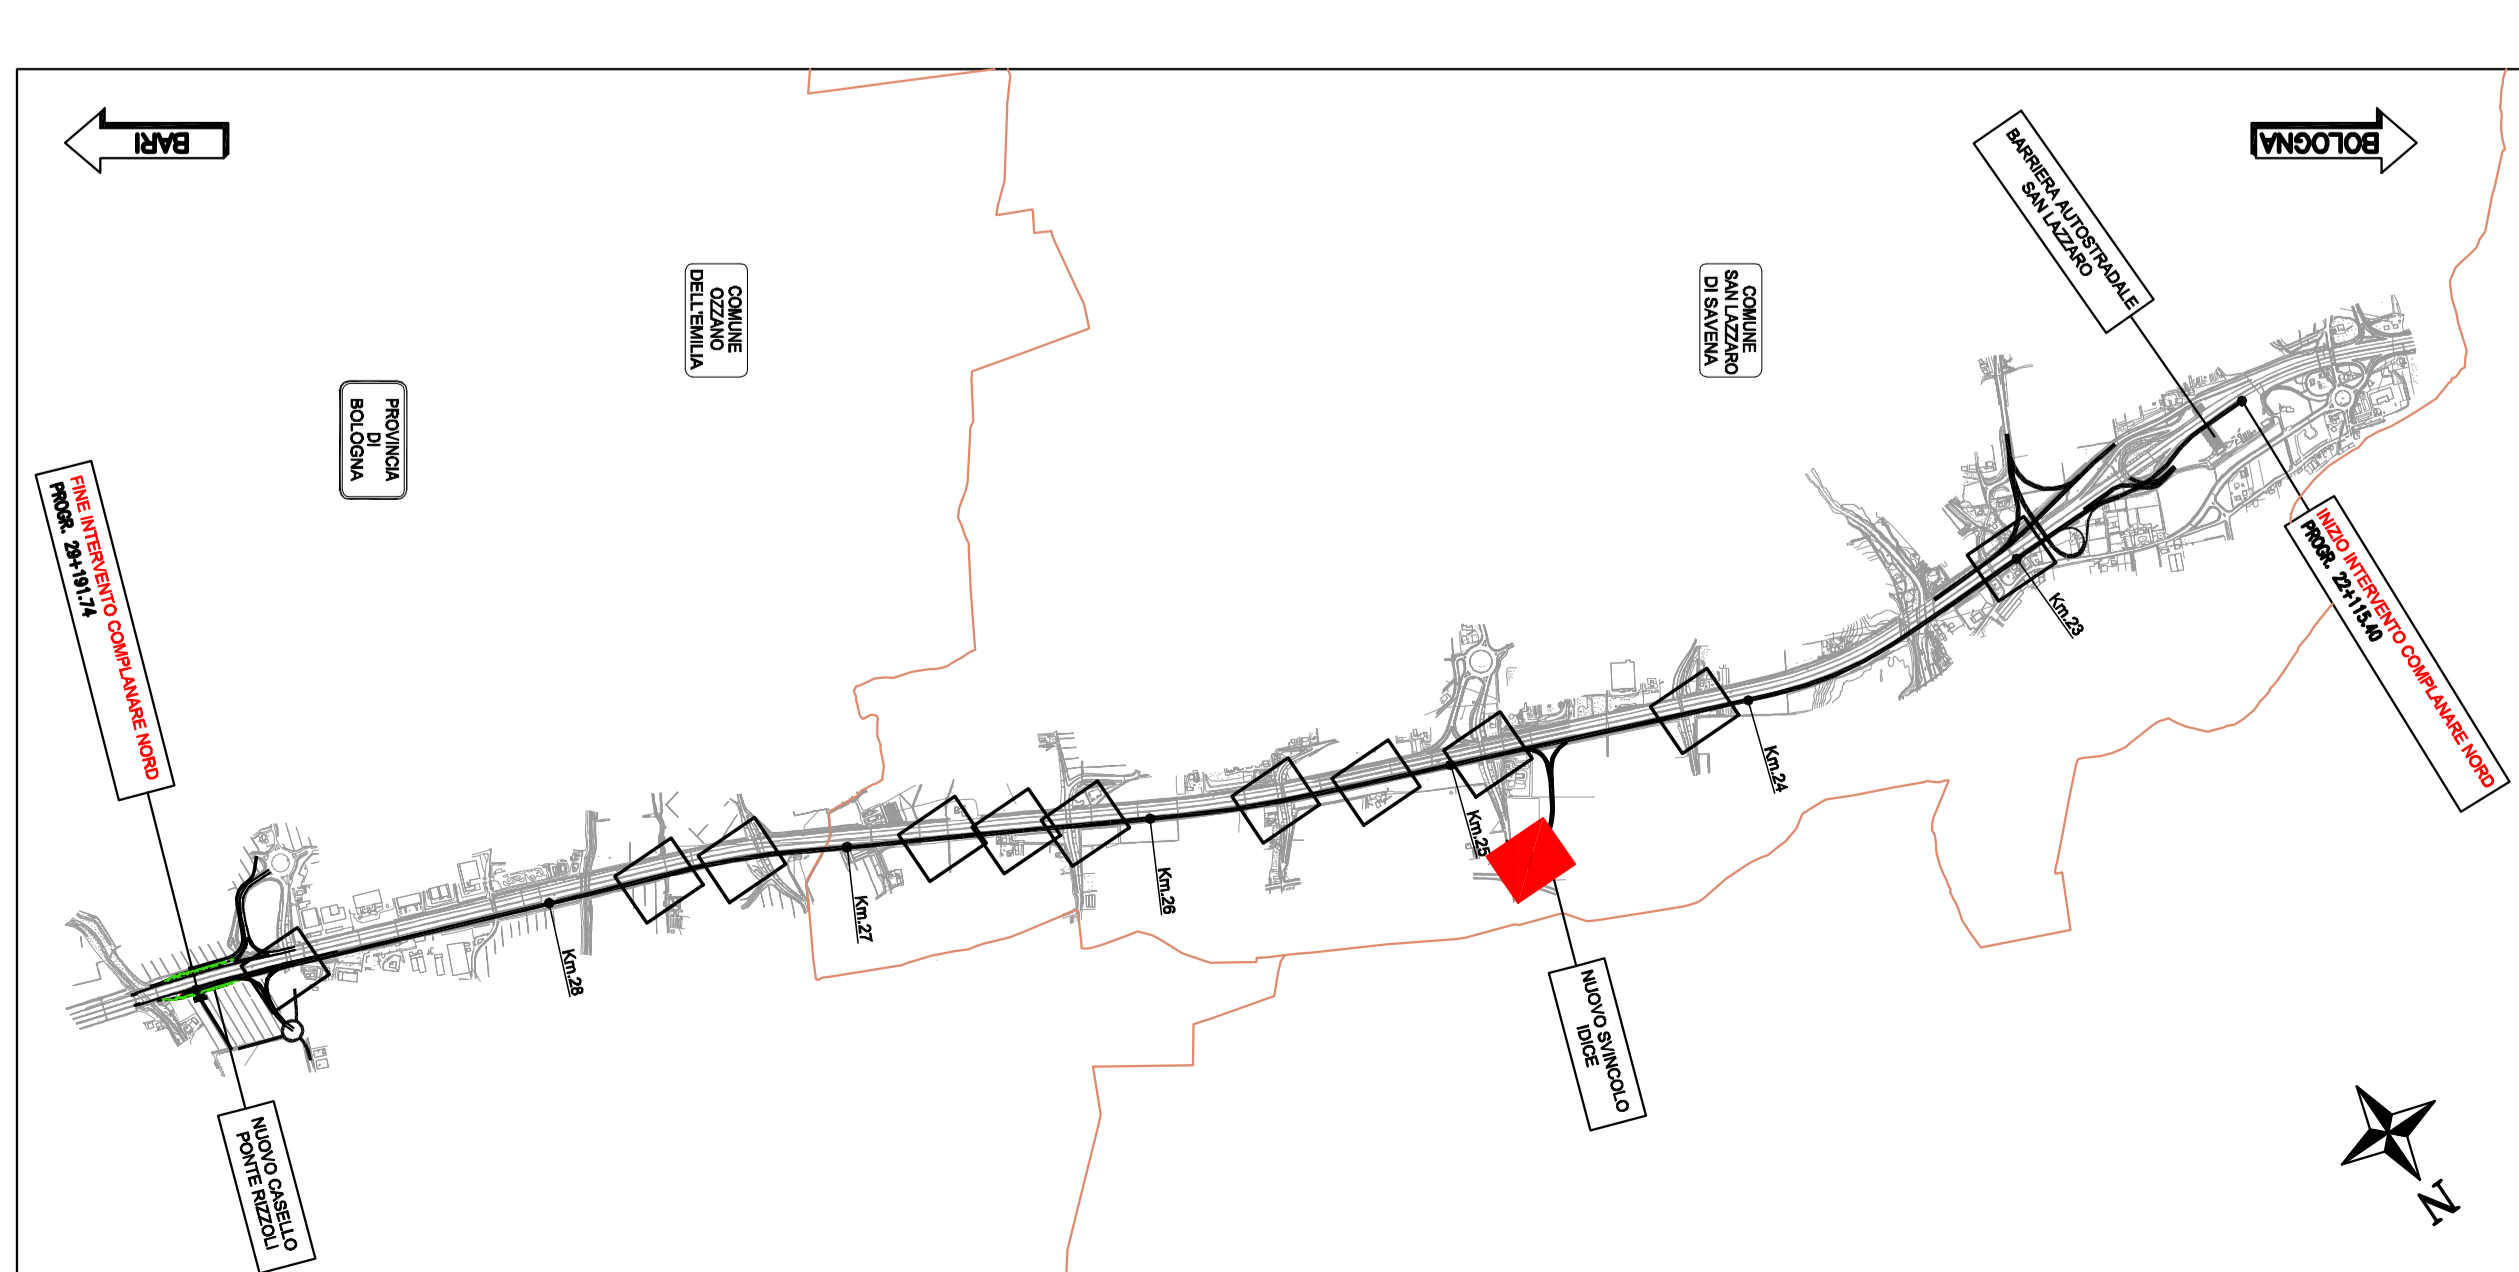 BARI
BOLOGNA
BARRIERA AUTOSTRADALE
SAN LAZZARO
COMUNE
OZZANO
DELL'EMILIA
COMUNE
SAN LAZZARO
DI SAVENA
PROVINCIA
DI
BOLOGNA
FINE INTERVENTO COMPLANARE NORD
PROGR. 29+191.74
INIZIO INTERVENTO COMPLANARE NORD
PROGR. 22+115.40
Km.23
Km.24
Km.25
Km.26
Km.27
Km.28
NUOVO SVINCOLO
IDICE
NUOVO CASELLO
PONTE RIZZOLI
N